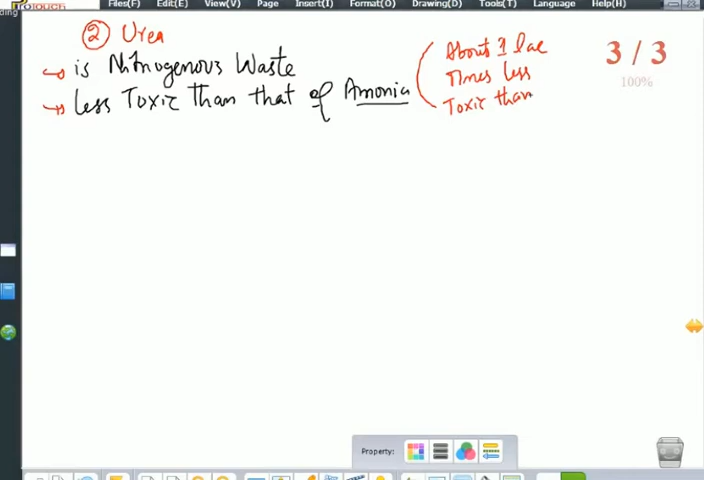 ProTouch Files(F) Edit(E) View(V) Page Insert(I) Format(O) Drawing(D) Tools(T) Language Help(H)
② Urea
→ is Nitrogenous Waste
→ less Toxic Than that of Amonia
About 1 lac
Times less
Toxic than
3 / 3
100%
Property: